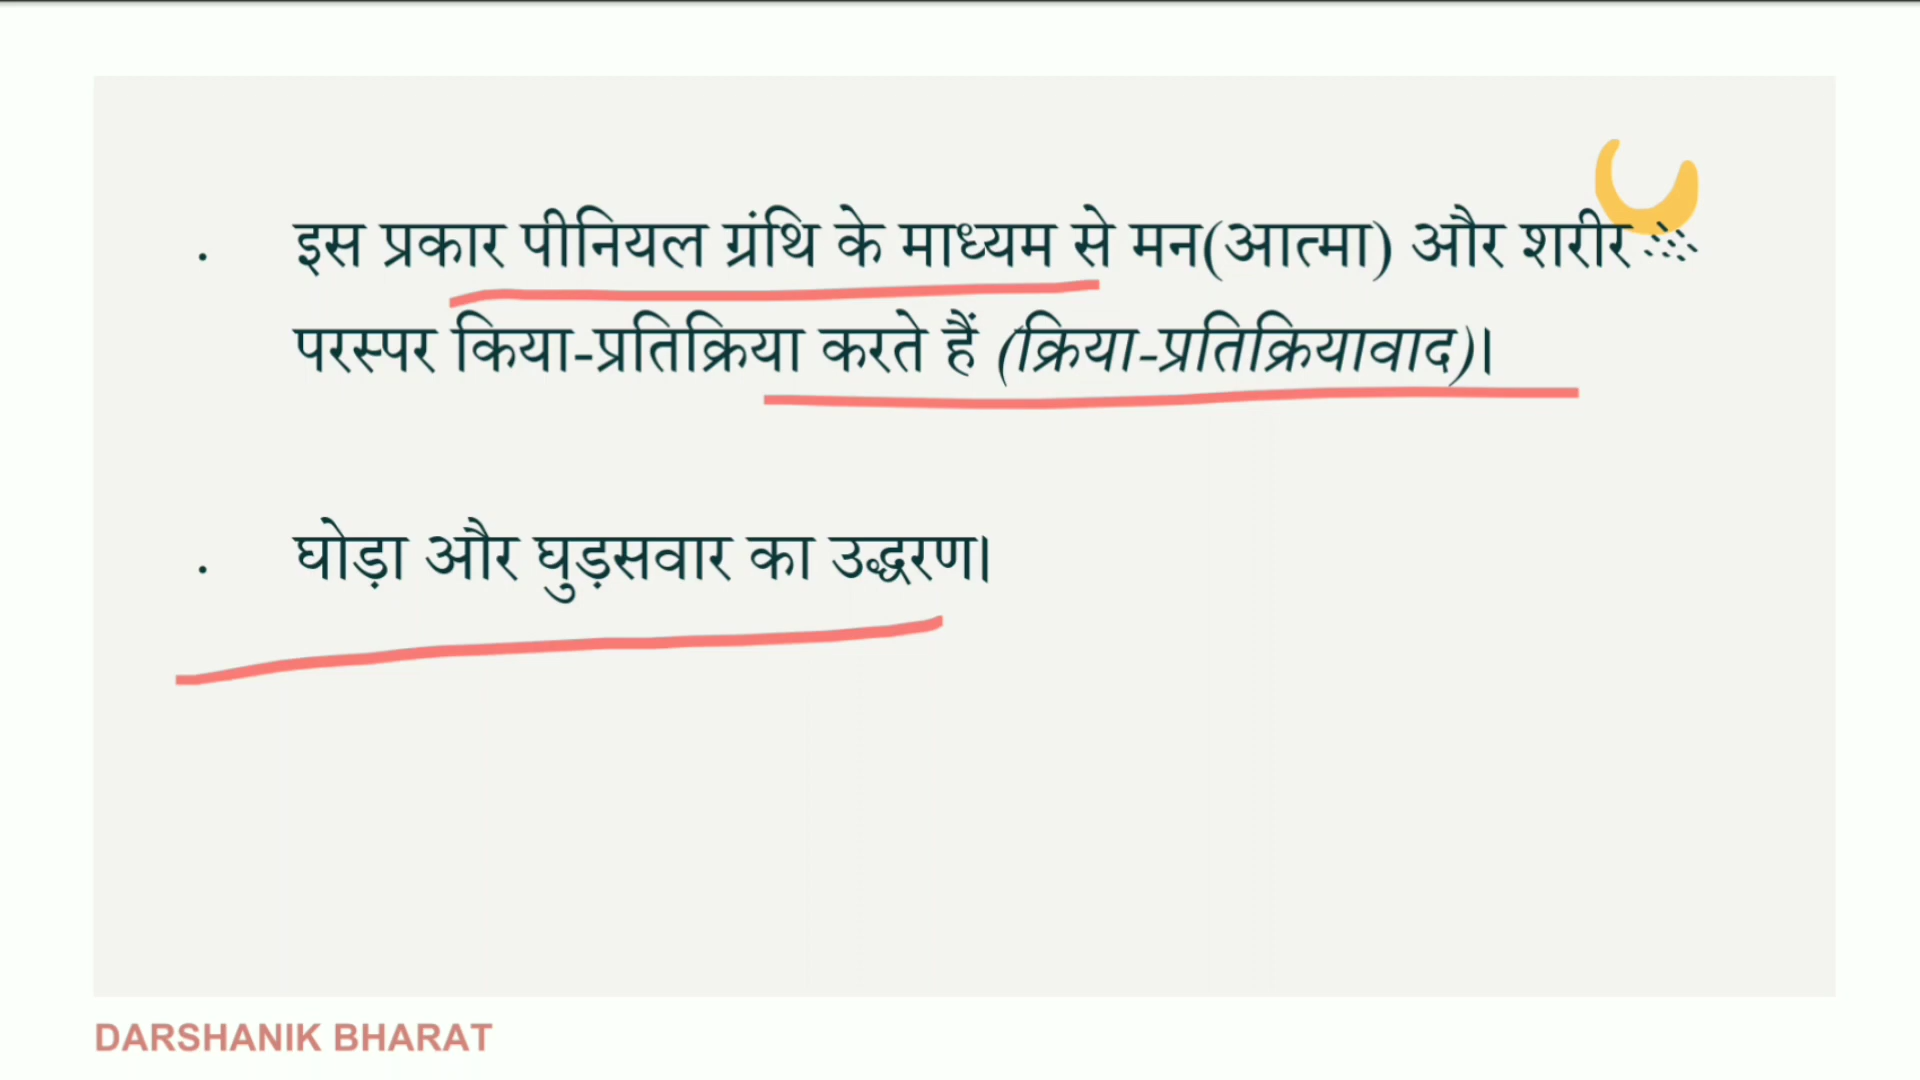 . इस प्रकार पीनियल ग्रंथि के माध्यम से मन(आत्मा) और शरीर
परस्पर किया-प्रतिक्रिया करते हैं (क्रिया-प्रतिक्रियावाद)।
. घोड़ा और घुड़सवार का उद्धरण।
DARSHANIK BHARAT